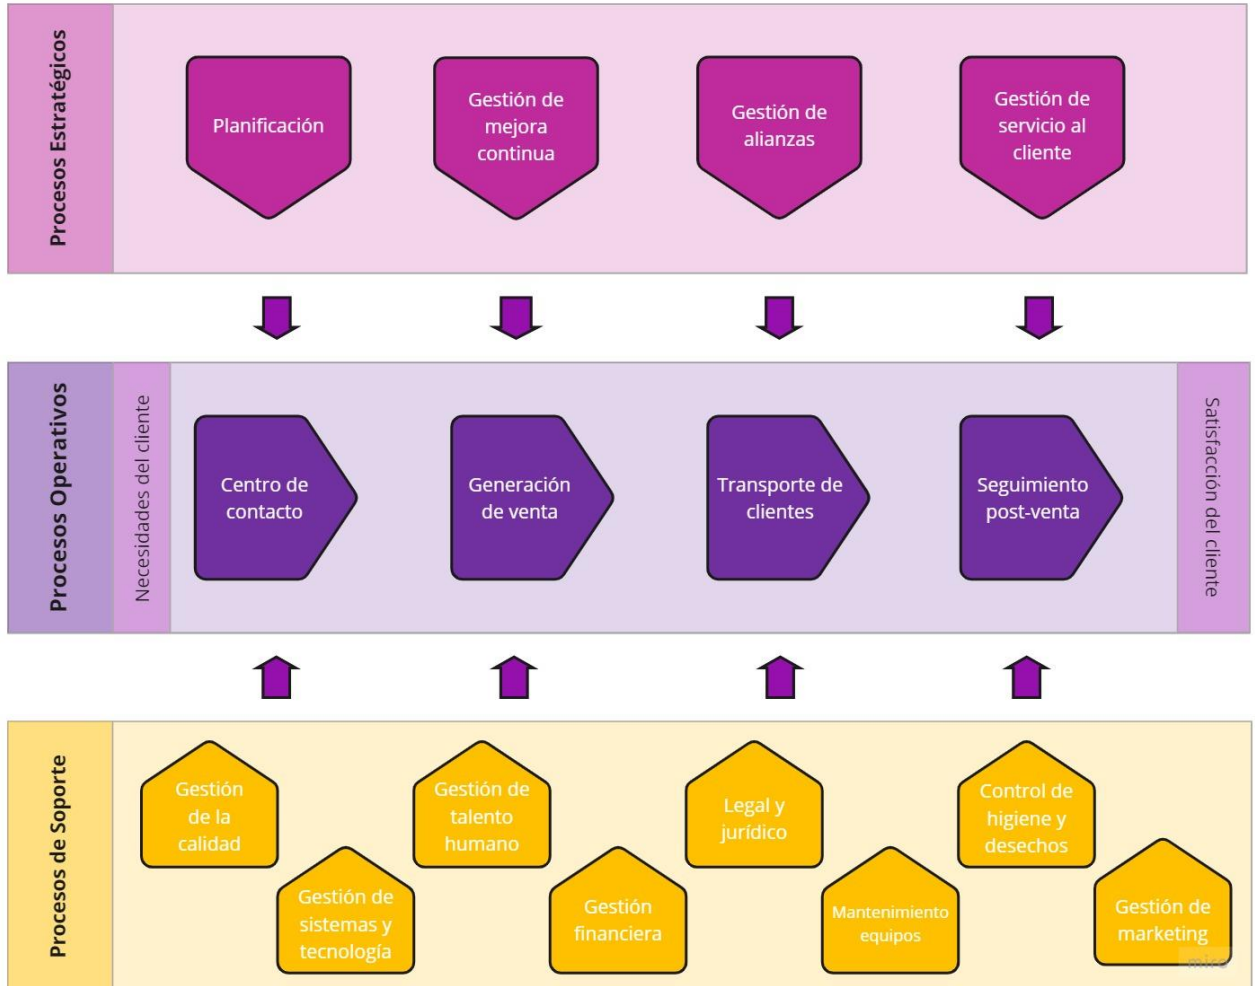 Procesos Estratégicos
Planificación
Gestión de
mejora
continua
Gestión de
alianzas
Gestión de
servicio al
cliente
Procesos Operativos
Necesidades del cliente
Centro de
contacto
Generación
de venta
Transporte de
clientes
Seguimiento
post-venta
Satisfacción del cliente
Procesos de Soporte
Gestión
de la
calidad
Gestión de
sistemas y
tecnología
Gestión de
talento
humano
Gestión
financiera
Legal y
jurídico
Mantenimiento
equipos
Control de
higiene y
desechos
Gestión de
marketing
miro